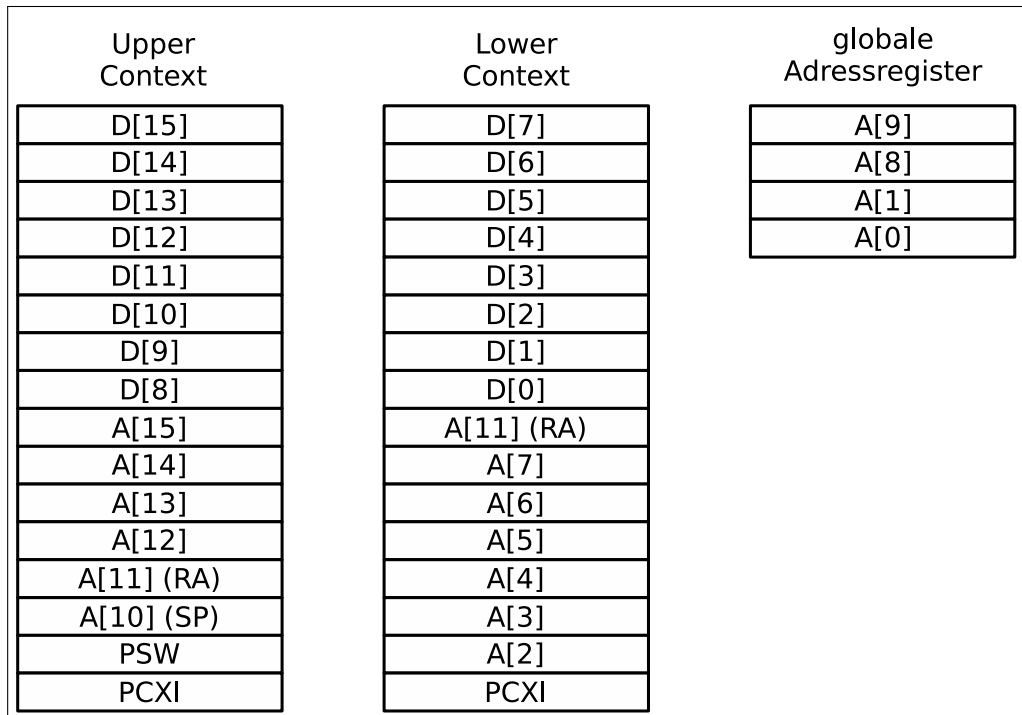 Upper
Context
D[15]
D[14]
D[13]
D[12]
D[11]
D[10]
D[9]
D[8]
A[15]
A[14]
A[13]
A[12]
A[11] (RA)
A[10] (SP)
PSW
PCXI
Lower
Context
D[7]
D[6]
D[5]
D[4]
D[3]
D[2]
D[1]
D[0]
A[11] (RA)
A[7]
A[6]
A[5]
A[4]
A[3]
A[2]
PCXI
globale
Adressregister
A[9]
A[8]
A[1]
A[0]